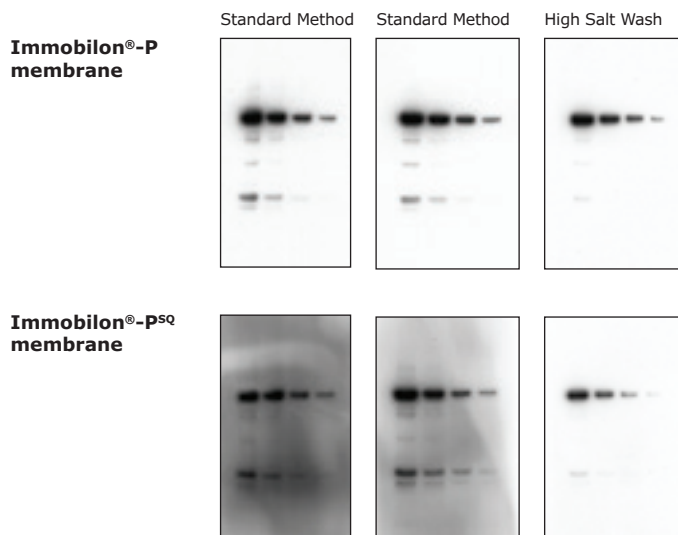 Standard Method Standard Method High Salt Wash
Immobilon®-P
membrane
Immobilon®-PSQ
membrane